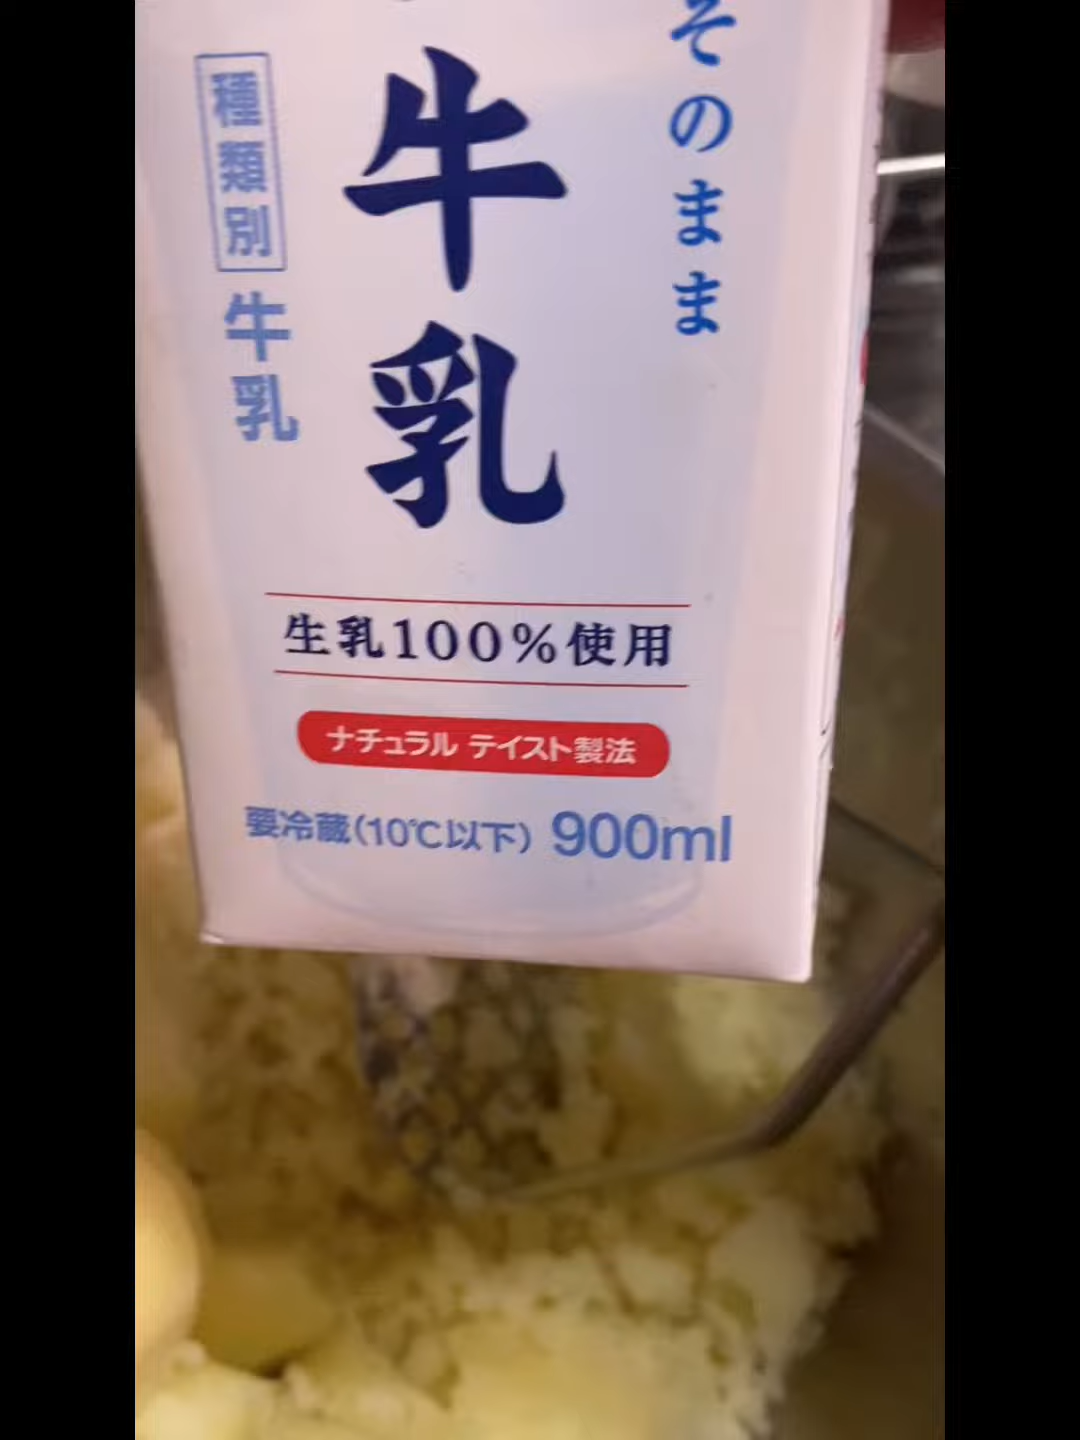 そのまま
牛乳
種類別 牛乳
生乳100%使用
ナチュラル テイスト製法
要冷蔵(10℃以下) 900ml